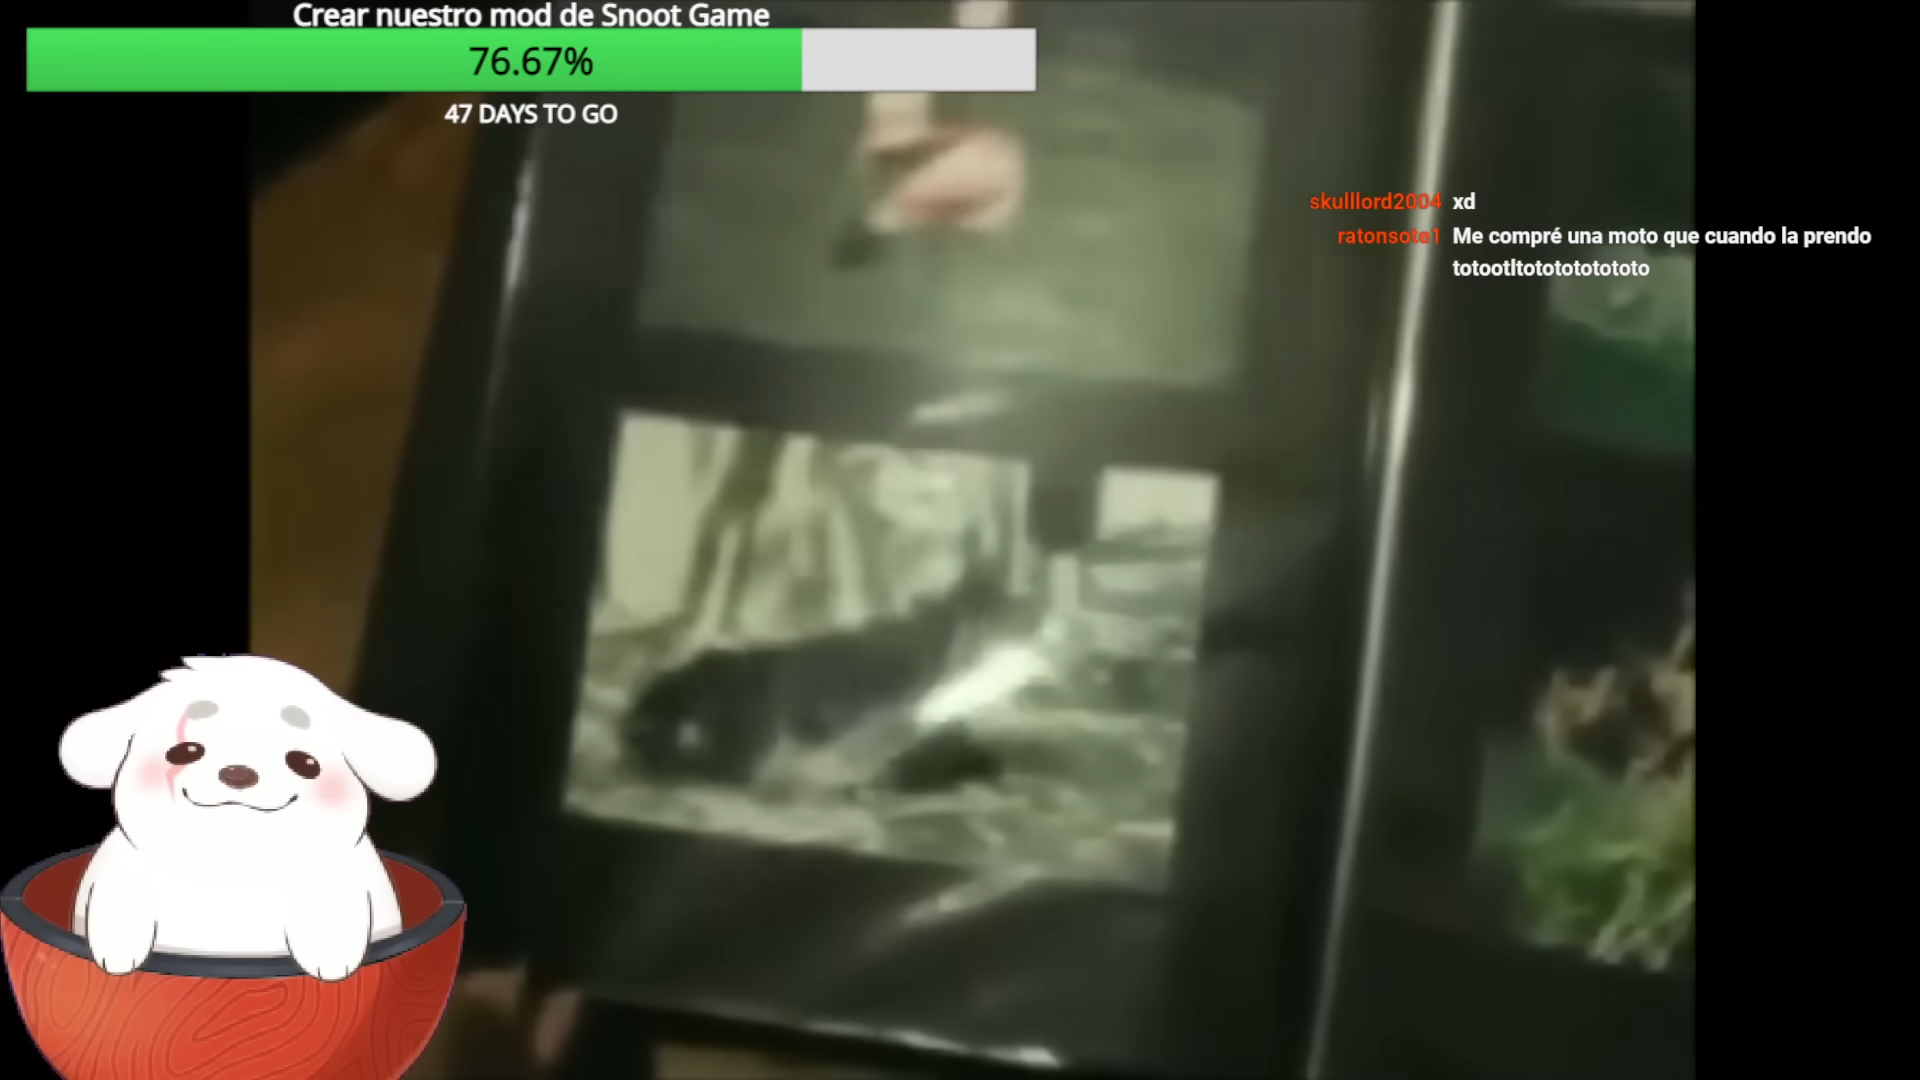 Crear nuestro mod de Snoot Game
76.67%
47 DAYS TO GO
skulllord2004 xd
ratonsote1 Me compré una moto que cuando la prendo
totootltotototototototo